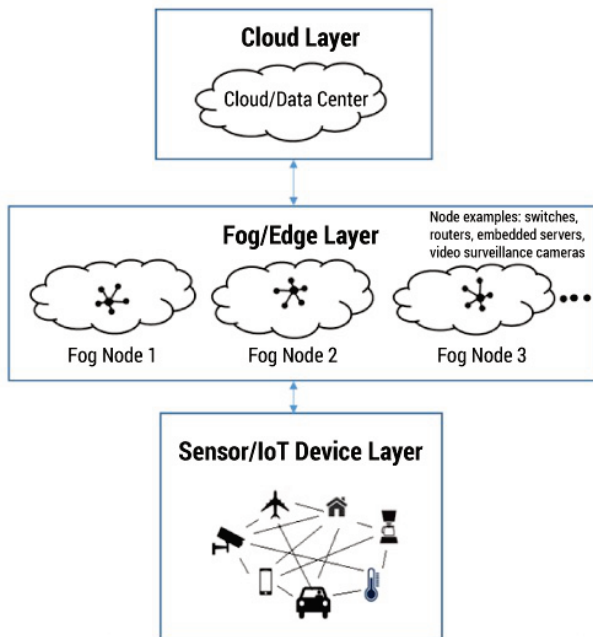 Cloud Layer
Cloud/Data Center
Fog/Edge Layer
Node examples: switches,
routers, embedded servers,
video surveillance cameras
Fog Node 1
Fog Node 2
Fog Node 3
Sensor/IoT Device Layer